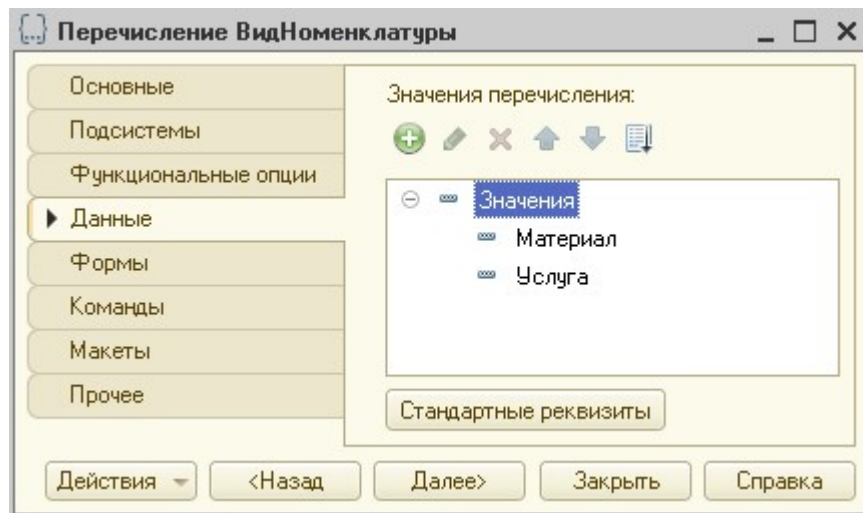 Перечисление ВидНоменклатуры
Основные
Подсистемы
Функциональные опции
Данные
Формы
Команды
Макеты
Прочее
Значения перечисления:
Значения
Материал
Услуга
Стандартные реквизиты
Действия
<Назад
Далее>
Закрыть
Справка